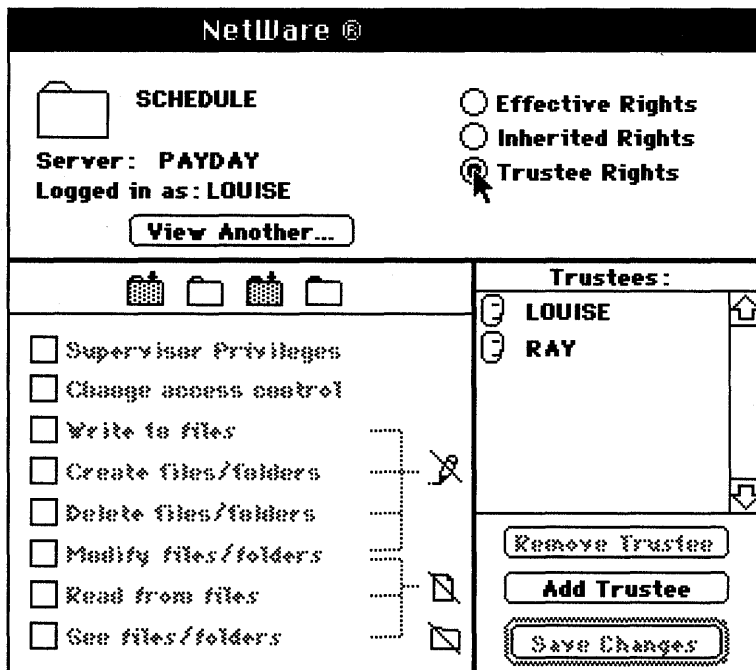 NetWare ®
SCHEDULE
Server: PAYDAY
Logged in as: LOUISE
View Another...
Effective Rights
Inherited Rights
Trustee Rights
Supervisor Privileges
Change access control
Write to files
Create files/folders
Delete files/folders
Modify files/folders
Read from files
See files/folders
Trustees:
LOUISE
RAY
Remove Trustee
Add Trustee
Save Changes